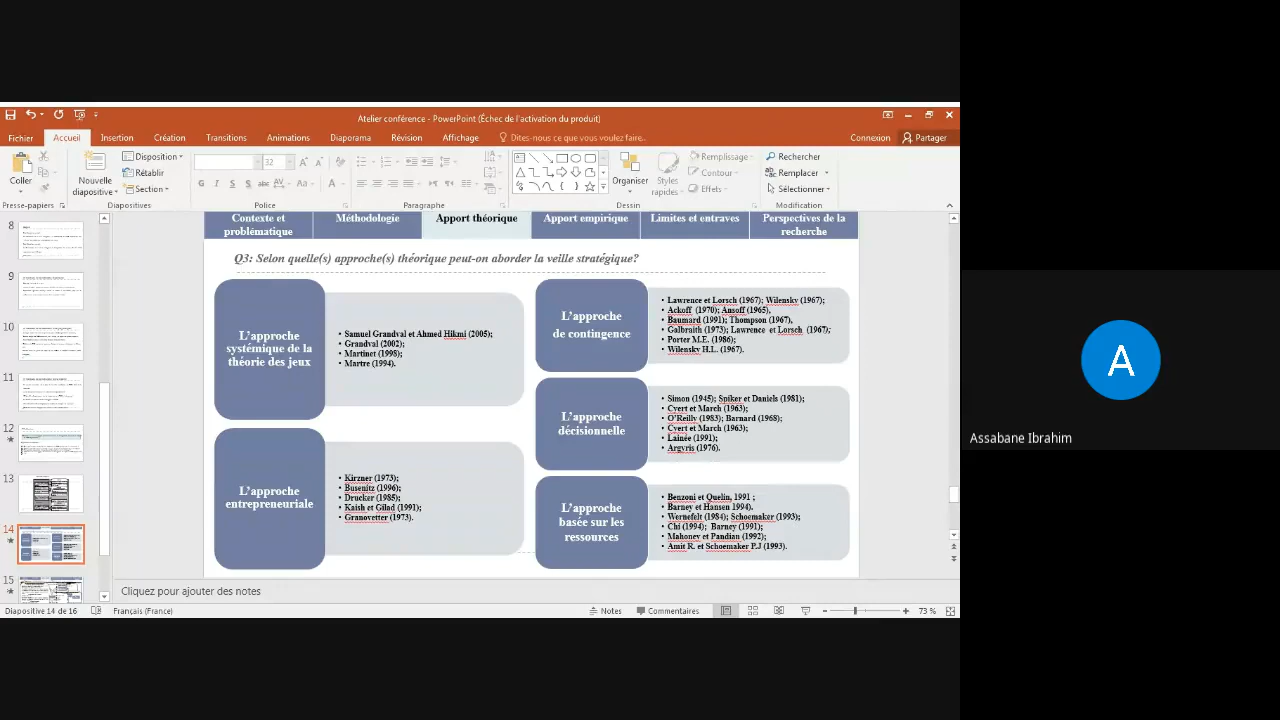 Atelier conférence - PowerPoint (Échec de l'activation du produit)
Fichier Accueil Insertion Création Transitions Animations Diaporama Révision Affichage Dites-nous ce que vous voulez faire... Connexion Partager
Coller
Nouvelle diapositive
Disposition
Rétablir
Section
32
Organiser
Styles rapides
Remplissage
Contour
Effets
Rechercher
Remplacer
Sélectionner
Presse-papiers Diapositives Police Paragraphe Dessin Modification
8
9
10
11
12
13
14
15
Contexte et problématique
Méthodologie
Apport théorique
Apport empirique
Limites et entraves
Perspectives de la recherche
Q3: Selon quelle(s) approche(s) théorique peut-on aborder la veille stratégique?
L'approche
systémique de la
théorie des jeux
• Samuel Grandval et Ahmed Hikmi (2005);
• Grandval (2002);
• Martinet (1998);
• Martre (1994).
L'approche
entrepreneuriale
• Kirzner (1973);
• Busenitz (1996);
• Drucker (1985);
• Kaish et Gilad (1991);
• Granovetter (1973).
L'approche
de contingence
• Lawrence et Lorsch (1967); Wilensky (1967);
• Ackoff (1970); Ansoff (1965),
• Baumard (1991); Thompson (1967),
• Galbraint (1973); Lawrence et Lorsch (1967);
• Porter M.E. (1986);
• Wilensky H.L. (1967).
L'approche
décisionnelle
• Simon (1945); Spiker et Daniels (1981);
• Cyert et March (1963);
• O'Reilly (1983); Barnard (1968);
• Cyert et March (1963);
• Lainée (1991);
• Argyris (1976).
L'approche
basée sur les
ressources
• Benzoni et Quelin, 1991 ;
• Barney et Hansen 1994).
• Wernefelt (1984); Schoemaker (1993);
• Chi (1994); Barney (1991);
• Mahoney et Pandian (1992);
• Amit R. et Schoemaker P.J (1993).
Cliquez pour ajouter des notes
Diapositive 14 de 16 Français (France) Notes Commentaires 73 %
A
Assabane Ibrahim